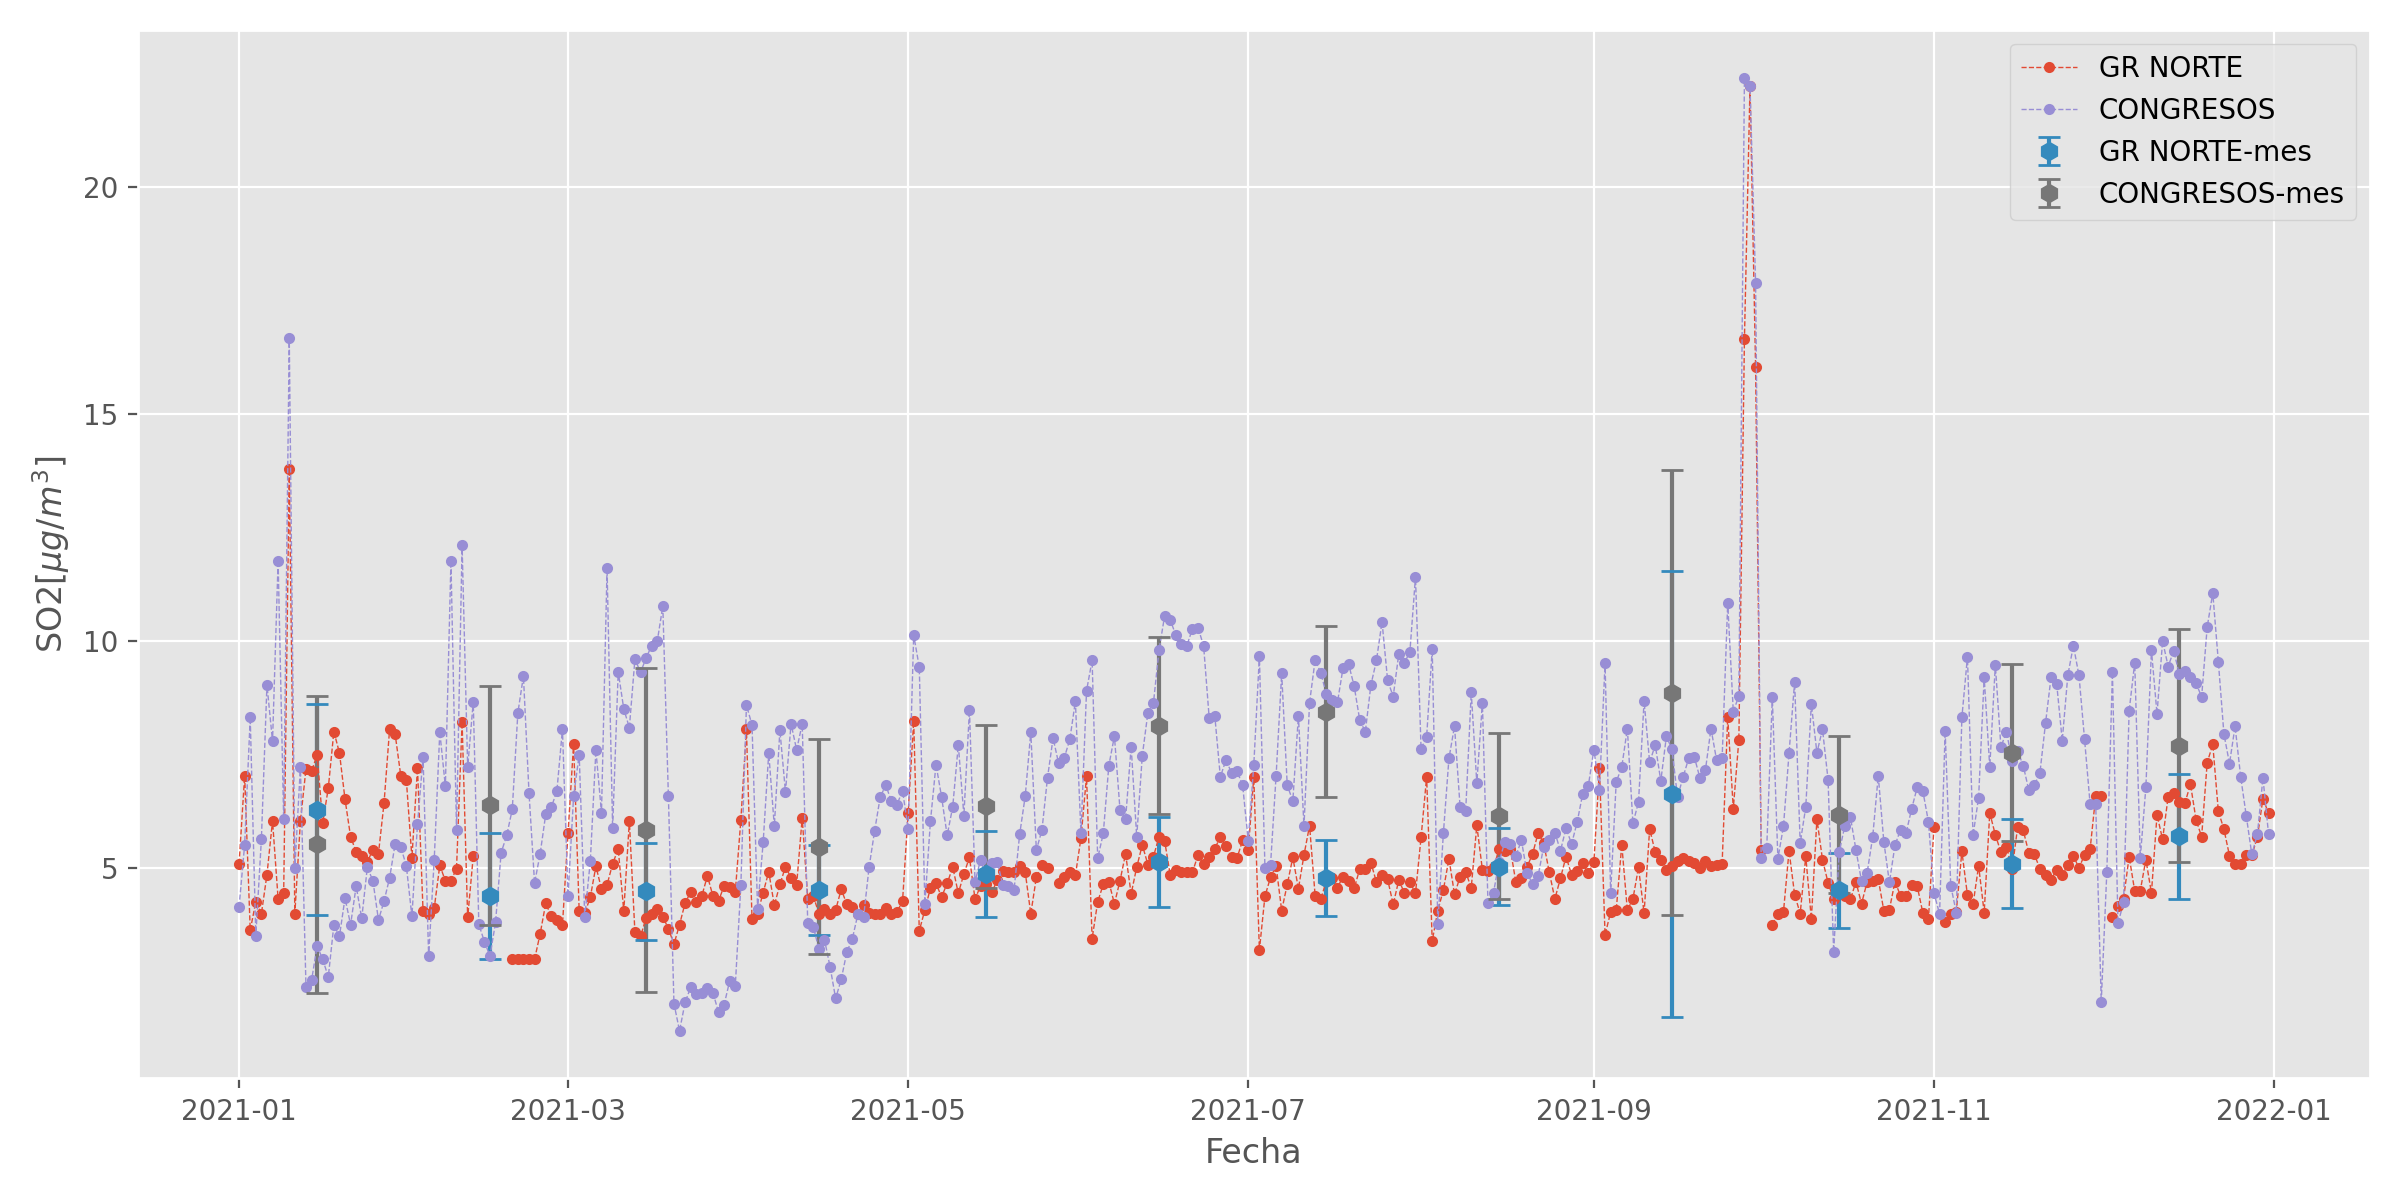 GR NORTE
CONGRESOS
GR NORTE-mes
CONGRESOS-mes
20
15
10
5
SO2[μg/m³]
2021-01
2021-03
2021-05
2021-07
2021-09
2021-11
2022-01
Fecha